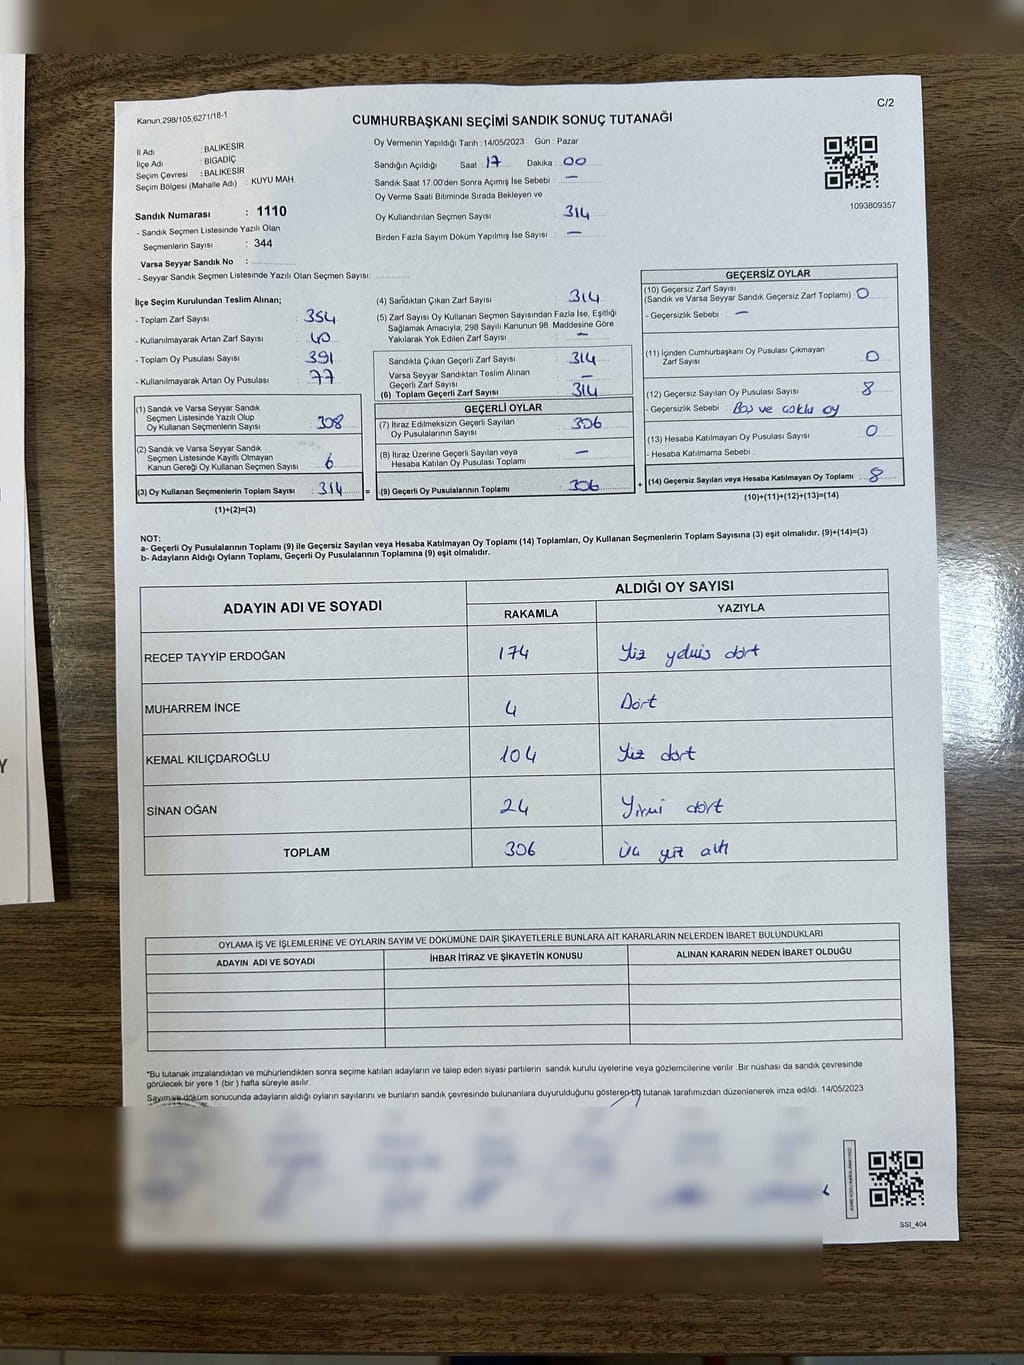 Kanun,298/105,6271/18-1
C/2
CUMHURBAŞKANI SEÇİMİ SANDIK SONUÇ TUTANAĞI
İl Adı : BALIKESİR
İlçe Adı : BİGADİÇ
Seçim Çevresi : BALIKESİR
Seçim Bölgesi (Mahalle Adı) : KUYU MAH.
Sandık Numarası : 1110
- Sandık Seçmen Listesinde Yazılı Olan
Seçmenlerin Sayısı : 344
Varsa Seyyar Sandık No :
- Seyyar Sandık Seçmen Listesinde Yazılı Olan Seçmen Sayısı:
Oy Vermenin Yapıldığı Tarih : 14/05/2023 Gün : Pazar
Sandığın Açıldığı Saat 17 Dakika : 00
Sandık Saat 17.00'den Sonra Açımış İse Sebebi : —
Oy Verme Saati Bitiminde Sırada Bekleyen ve
Oy Kullandırılan Seçmen Sayısı : 314
Birden Fazla Sayım Döküm Yapılmış İse Sayısı : —
1093809357
İlçe Seçim Kurulundan Teslim Alınan;
- Toplam Zarf Sayısı : 354
- Kullanılmayarak Artan Zarf Sayısı : 40
- Toplam Oy Pusulası Sayısı : 391
- Kullanılmayarak Artan Oy Pusulası : 77
(1) Sandık ve Varsa Seyyar Sandık
Seçmen Listesinde Yazılı Olup
Oy Kullanan Seçmenlerin Sayısı : 308
(2) Sandık ve Varsa Seyyar Sandık
Seçmen Listesinde Kayıtlı Olmayan
Kanun Gereği Oy Kullanan Seçmen Sayısı : 6
(3) Oy Kullanan Seçmenlerin Toplam Sayısı : 314
(1)+(2)=(3)
(4) Sandıktan Çıkan Zarf Sayısı : 314
(5) Zarf Sayısı Oy Kullanan Seçmen Sayısından Fazla İse, Eşitliği
Sağlamak Amacıyla; 298 Sayılı Kanunun 98. Maddesine Göre
Yakılarak Yok Edilen Zarf Sayısı : —
Sandıkta Çıkan Geçerli Zarf Sayısı : 314
Varsa Seyyar Sandıktan Teslim Alınan
Geçerli Zarf Sayısı : —
(6) Toplam Geçerli Zarf Sayısı : 314
GEÇERLİ OYLAR
(7) İtiraz Edilmeksizin Geçerli Sayılan
Oy Pusulalarının Sayısı : 306
(8) İtiraz Üzerine Geçerli Sayılan veya
Hesaba Katılan Oy Pusulası Toplamı : —
= (9) Geçerli Oy Pusulalarının Toplamı : 306
GEÇERSİZ OYLAR
(10) Geçersiz Zarf Sayısı
(Sandık ve Varsa Seyyar Sandık Geçersiz Zarf Toplamı) : 0
- Geçersizlik Sebebi : —
(11) İçinden Cumhurbaşkanı Oy Pusulası Çıkmayan
Zarf Sayısı : 0
(12) Geçersiz Sayılan Oy Pusulası Sayısı : 8
- Geçersizlik Sebebi : Boş ve çoklu oy
(13) Hesaba Katılmayan Oy Pusulası Sayısı : 0
- Hesaba Katılmama Sebebi :
+ (14) Geçersiz Sayılan veya Hesaba Katılmayan Oy Toplamı : 8
(10)+(11)+(12)+(13)=(14)
NOT:
a- Geçerli Oy Pusulalarının Toplamı (9) ile Geçersiz Sayılan veya Hesaba Katılmayan Oy Toplamı (14) Toplamları, Oy Kullanan Seçmenlerin Toplam Sayısına (3) eşit olmalıdır. (9)+(14)=(3)
b- Adayların Aldığı Oyların Toplamı, Geçerli Oy Pusulalarının Toplamına (9) eşit olmalıdır.
ADAYIN ADI VE SOYADI
ALDIĞI OY SAYISI
RAKAMLA YAZIYLA
RECEP TAYYİP ERDOĞAN 174 Yüz yetmiş dört
MUHARREM İNCE 4 Dört
KEMAL KILIÇDAROĞLU 104 Yüz dört
SİNAN OĞAN 24 Yirmi dört
TOPLAM 306 Üç yüz altı
OYLAMA İŞ VE İŞLEMLERİNE VE OYLARIN SAYIM VE DÖKÜMÜNE DAİR ŞİKAYETLERLE BUNLARA AİT KARARLARIN NELERDEN İBARET BULUNDUKLARI
ADAYIN ADI VE SOYADI İHBAR İTİRAZ VE ŞİKAYETİN KONUSU ALINAN KARARIN NEDEN İBARET OLDUĞU
*Bu tutanak imzalandıktan ve mühürlendikten sonra seçime katılan adayların ve talep eden siyasi partilerin sandık kurulu üyelerine veya gözlemcilerine verilir. Bir nüshası da sandık çevresinde
görülecek bir yere 1 (bir ) hafta süreyle asılır.
Sayım ve döküm sonucunda adayların aldığı oyların sayılarını ve bunların sandık çevresinde bulunanlara duyurulduğunu gösteren bu tutanak tarafımızdan düzenlenerek imza edildi. 14/05/2023
SSI_404
Y